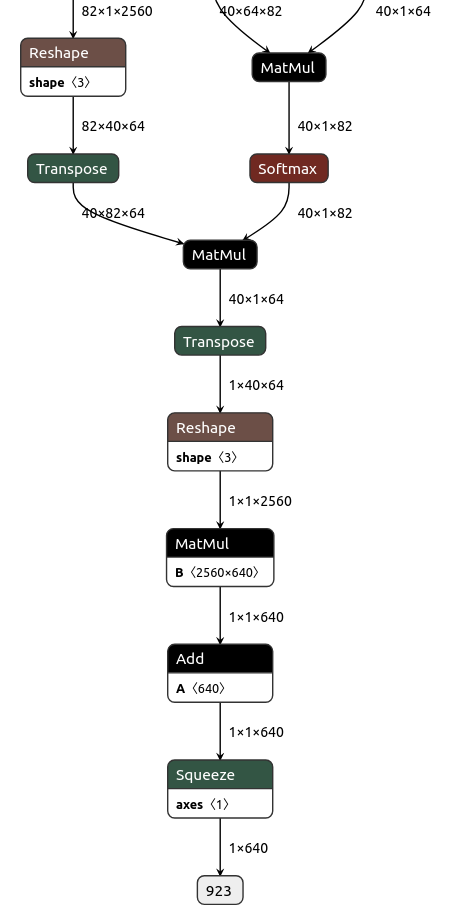 82×1×2560
40×64×82
40×1×64
Reshape
shape〈3〉
MatMul
82×40×64
40×1×82
Transpose
Softmax
40×82×64
40×1×82
MatMul
40×1×64
Transpose
1×40×64
Reshape
shape〈3〉
1×1×2560
MatMul
B〈2560×640〉
1×1×640
Add
A〈640〉
1×1×640
Squeeze
axes〈1〉
1×640
923